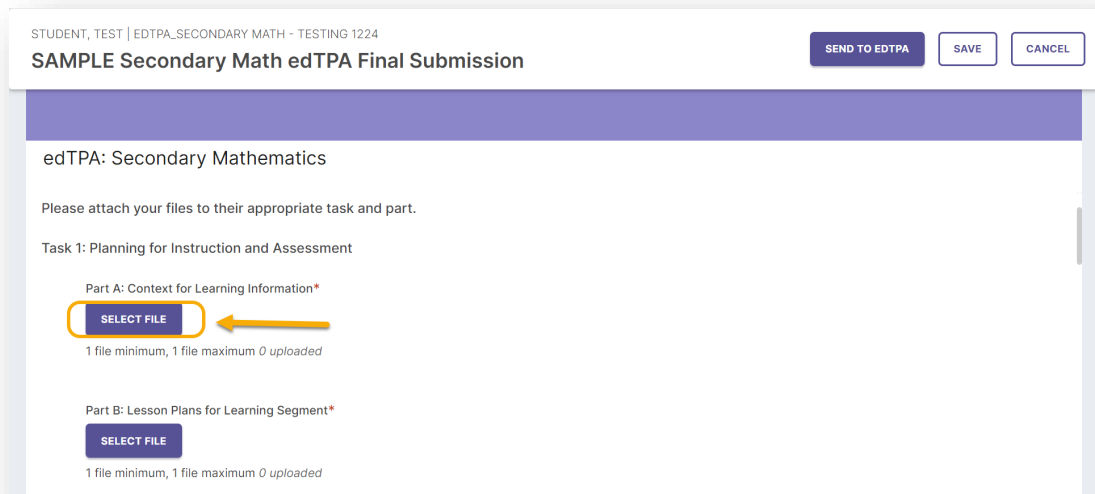 STUDENT, TEST | EDTPA_SECONDARY MATH - TESTING 1224
SAMPLE Secondary Math edTPA Final Submission
SEND TO EDTPA
SAVE
CANCEL
edTPA: Secondary Mathematics
Please attach your files to their appropriate task and part.
Task 1: Planning for Instruction and Assessment
Part A: Context for Learning Information*
SELECT FILE
1 file minimum, 1 file maximum 0 uploaded
Part B: Lesson Plans for Learning Segment*
SELECT FILE
1 file minimum, 1 file maximum 0 uploaded